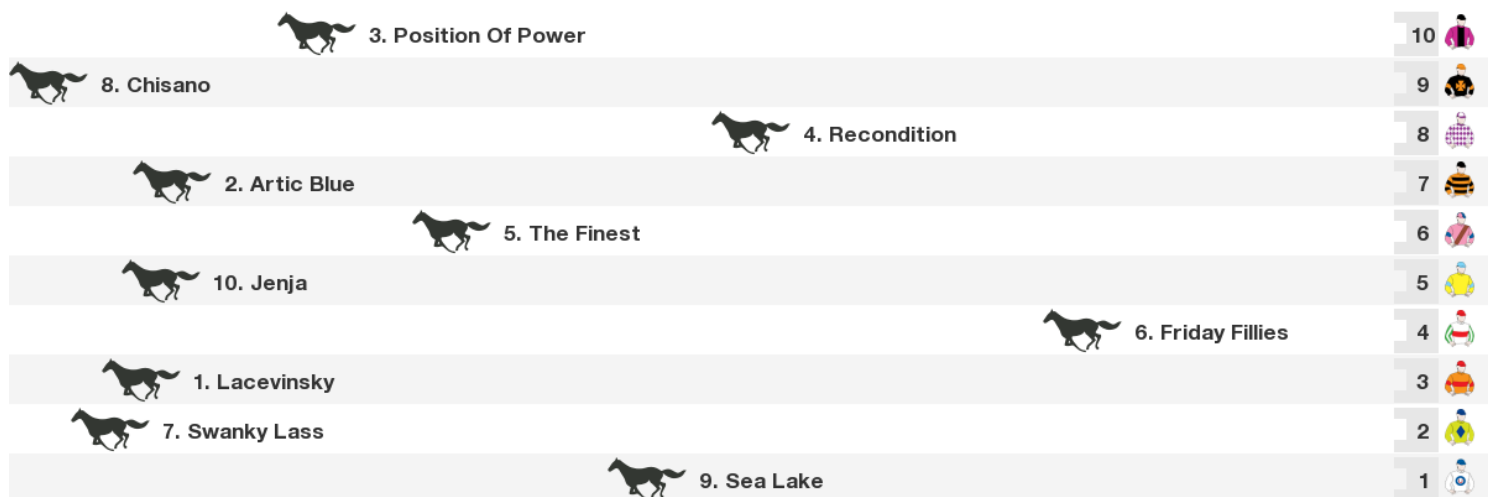 3. Position Of Power 10
8. Chisano 9
4. Recondition 8
2. Artic Blue 7
5. The Finest 6
10. Jenja 5
6. Friday Fillies 4
1. Lacevinsky 3
7. Swanky Lass 2
9. Sea Lake 1